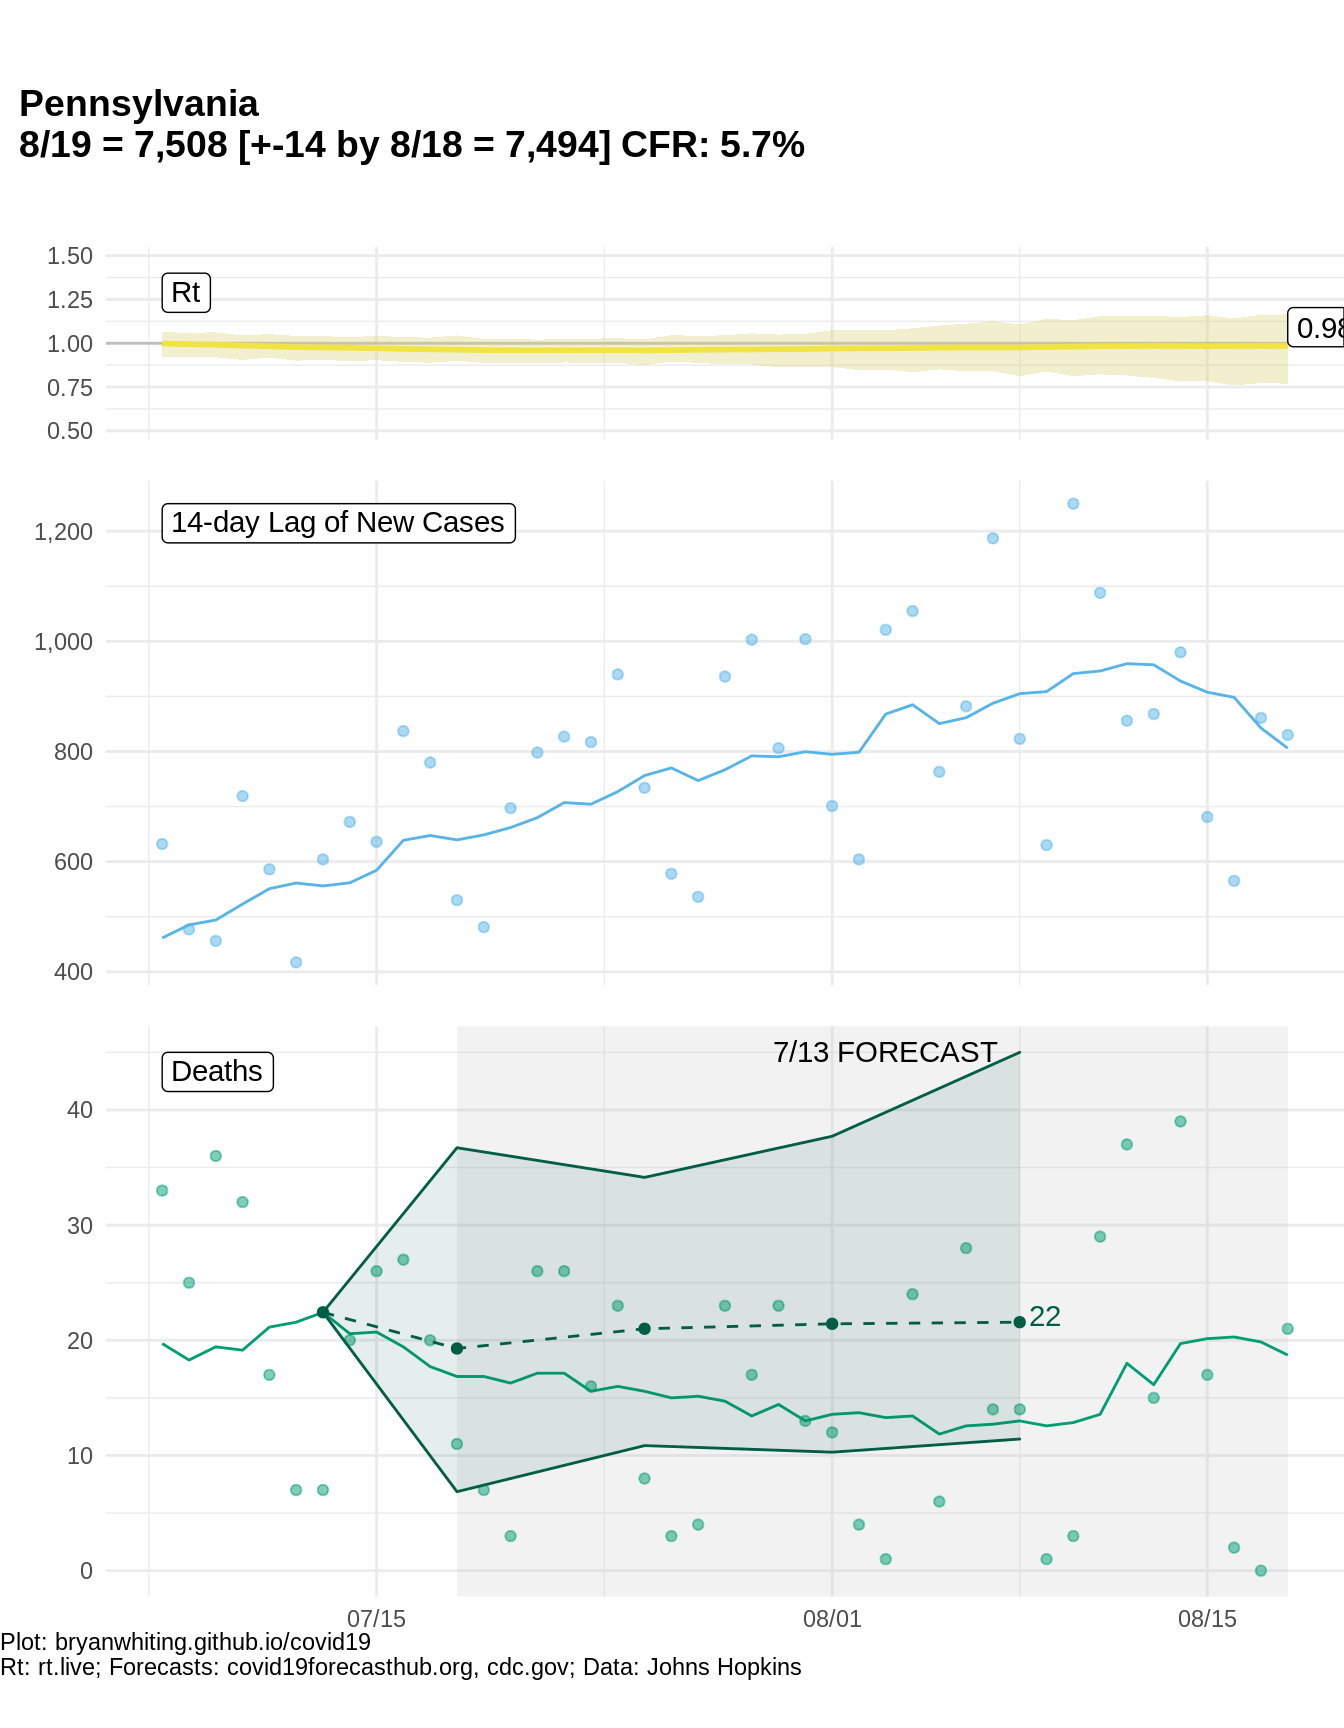 Pennsylvania
8/19 = 7,508 [+-14 by 8/18 = 7,494] CFR: 5.7%
1.50
1.25
1.00
0.75
0.50
Rt
0.98
14-day Lag of New Cases
1,200
1,000
800
600
400
7/13 FORECAST
Deaths
40
30
20
10
0
22
07/15 08/01 08/15
Plot: bryanwhiting.github.io/covid19
Rt: rt.live; Forecasts: covid19forecasthub.org, cdc.gov; Data: Johns Hopkins